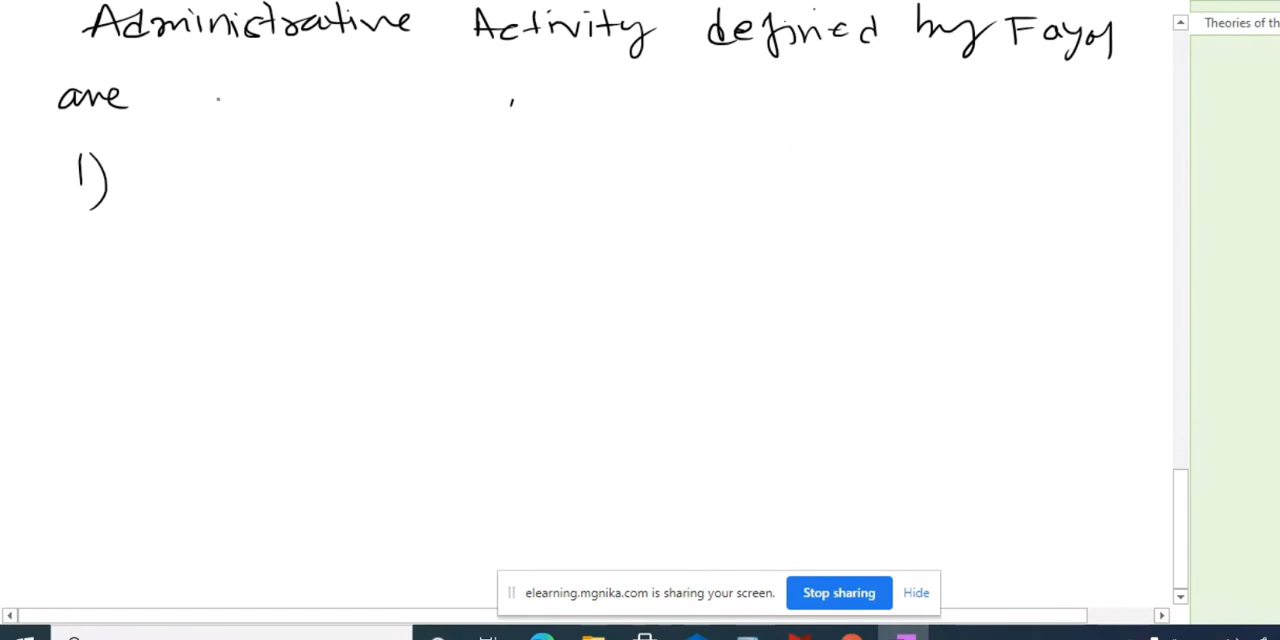 Administrative Activity defined by Fayol
Theories of th
are
1)
elearning.mgnika.com is sharing your screen.
Stop sharing
Hide